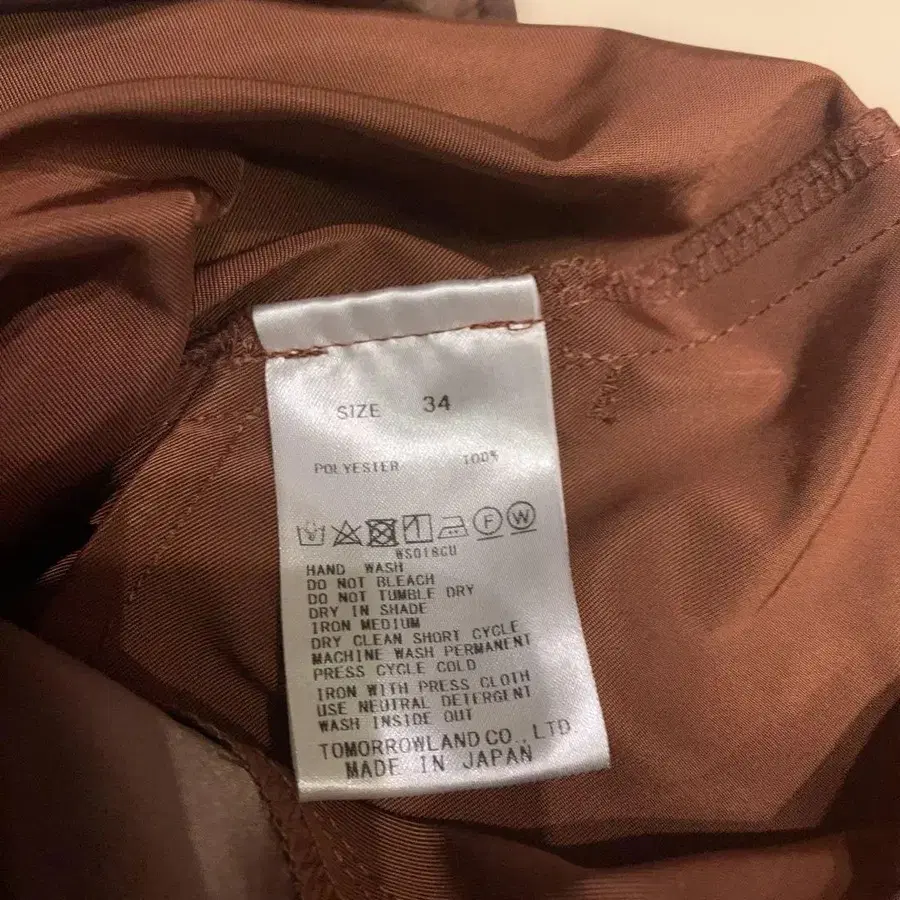 SIZE 34
POLYESTER 100%
F W
WS018CU
HAND WASH
DO NOT BLEACH
DO NOT TUMBLE DRY
DRY IN SHADE
IRON MEDIUM
DRY CLEAN SHORT CYCLE
MACHINE WASH PERMANENT
PRESS CYCLE COLD
IRON WITH PRESS CLOTH
USE NEUTRAL DETERGENT
WASH INSIDE OUT
TOMORROWLAND CO., LTD.
MADE IN JAPAN